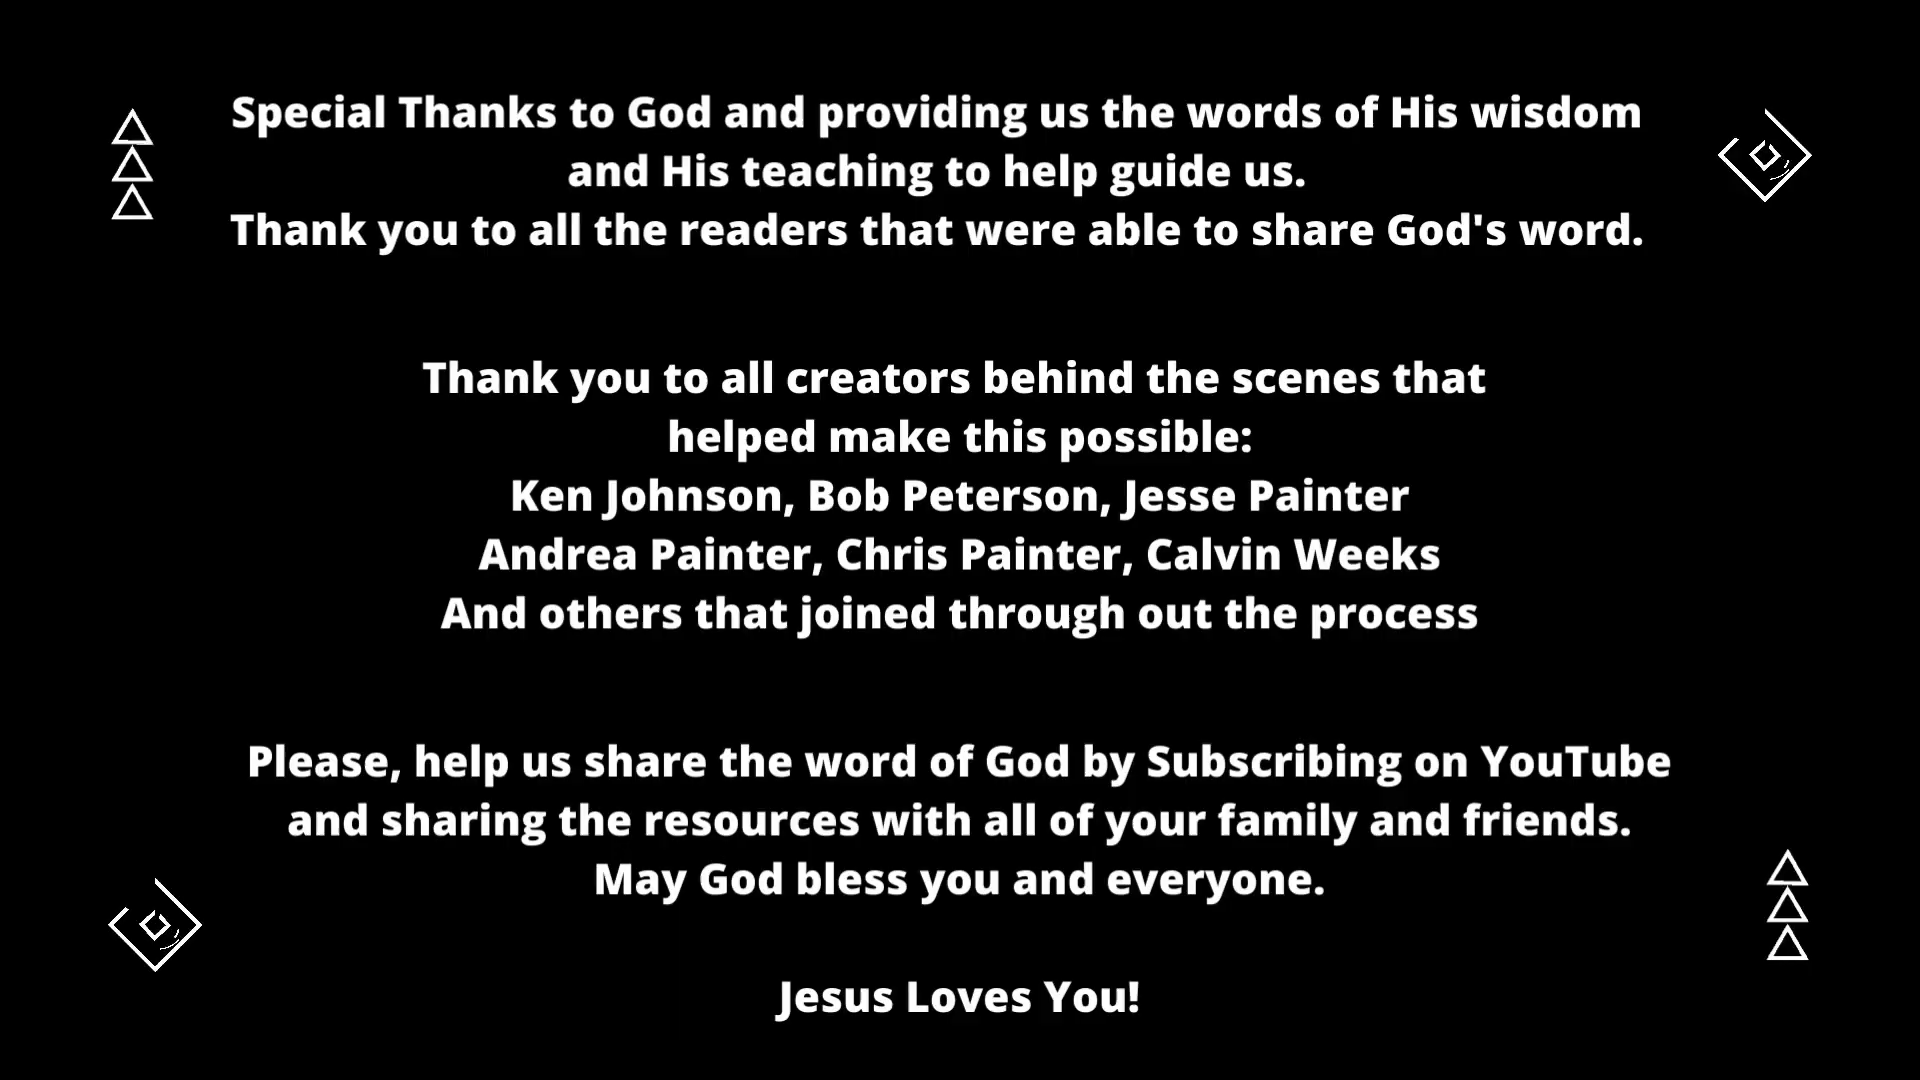 Special Thanks to God and providing us the words of His wisdom
and His teaching to help guide us.
Thank you to all the readers that were able to share God's word.
Thank you to all creators behind the scenes that
helped make this possible:
Ken Johnson, Bob Peterson, Jesse Painter
Andrea Painter, Chris Painter, Calvin Weeks
And others that joined through out the process
Please, help us share the word of God by Subscribing on YouTube
and sharing the resources with all of your family and friends.
May God bless you and everyone.
Jesus Loves You!